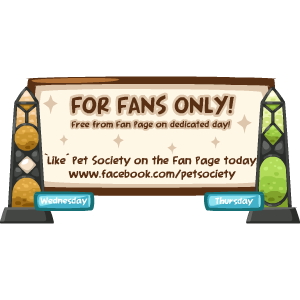 FOR FANS ONLY!
Free from Fan Page on dedicated day!
"Like" Pet Society on the Fan Page today
www.facebook.com/petsociety
Wednesday
Thursday